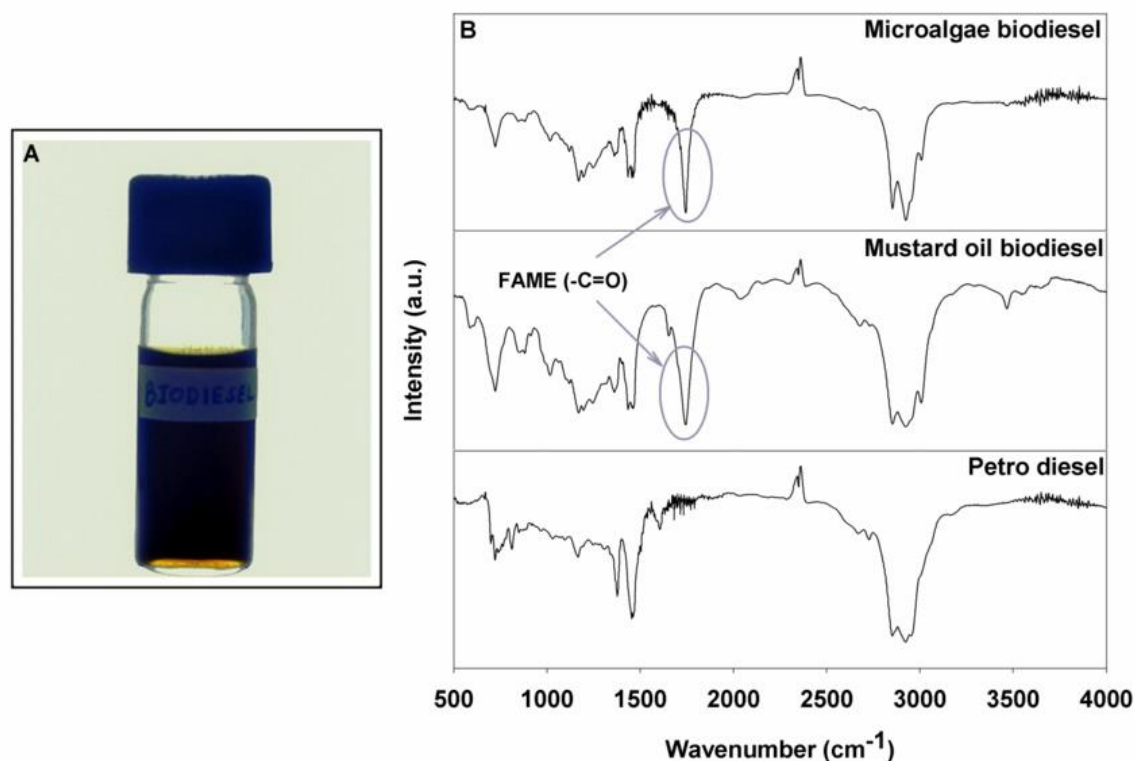 A
BIODIESEL
B
Microalgae biodiesel
Mustard oil biodiesel
FAME (-C=O)
Petro diesel
Intensity (a.u.)
500 1000 1500 2000 2500 3000 3500 4000
Wavenumber (cm⁻¹)